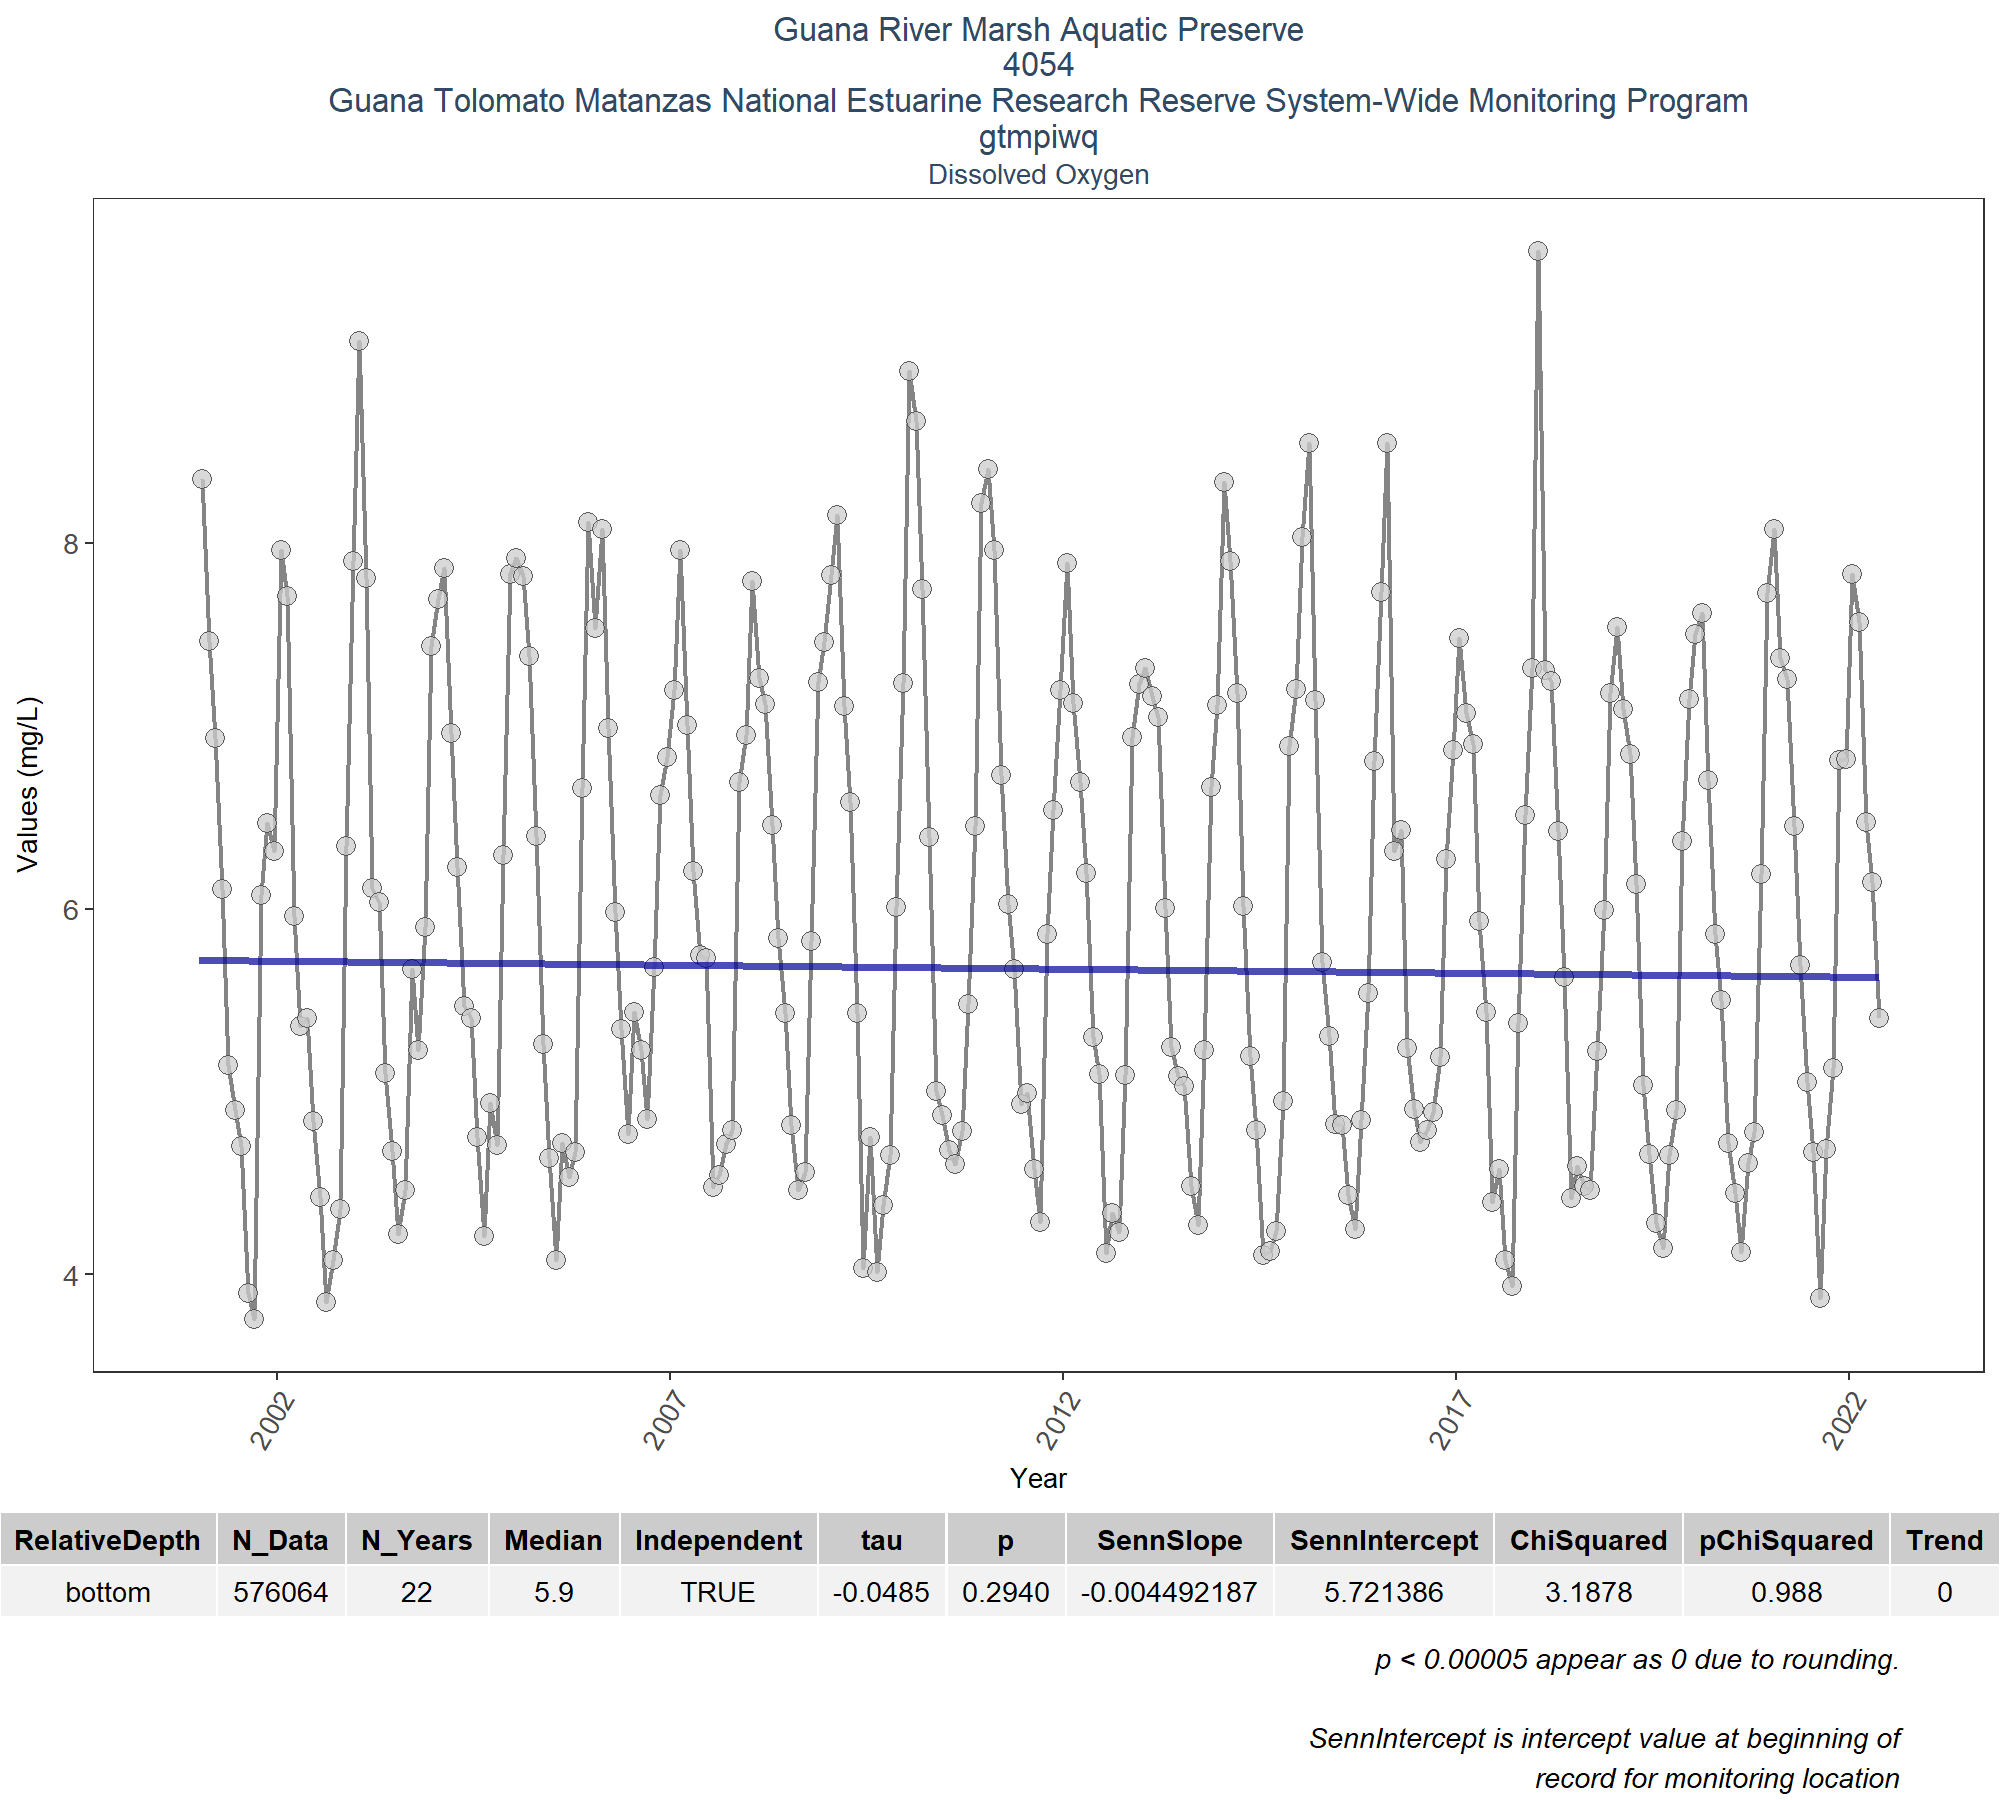 Guana River Marsh Aquatic Preserve
4054
Guana Tolomato Matanzas National Estuarine Research Reserve System-Wide Monitoring Program
gtmpiwq
Dissolved Oxygen
Values (mg/L)
8
6
4
2002 2007 2012 2017 2022
Year
RelativeDepth N_Data N_Years Median Independent tau p SennSlope SennIntercept ChiSquared pChiSquared Trend
bottom 576064 22 5.9 TRUE -0.0485 0.2940 -0.004492187 5.721386 3.1878 0.988 0
p < 0.00005 appear as 0 due to rounding.
SennIntercept is intercept value at beginning of
record for monitoring location